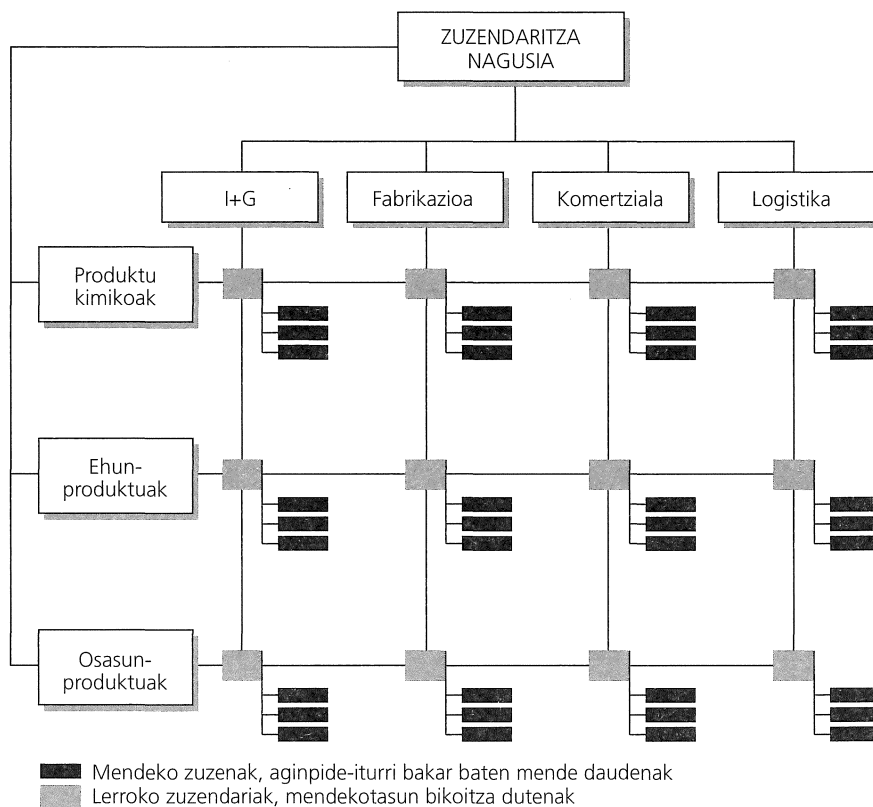 ZUZENDARITZA
NAGUSIA
I+G
Fabrikazioa
Komertziala
Logistika
Produktu
kimikoak
Ehun-
produktuak
Osasun-
produktuak
Mendeko zuzenak, aginpide-iturri bakar baten mende daudenak
Lerroko zuzendariak, mendekotasun bikoitza dutenak